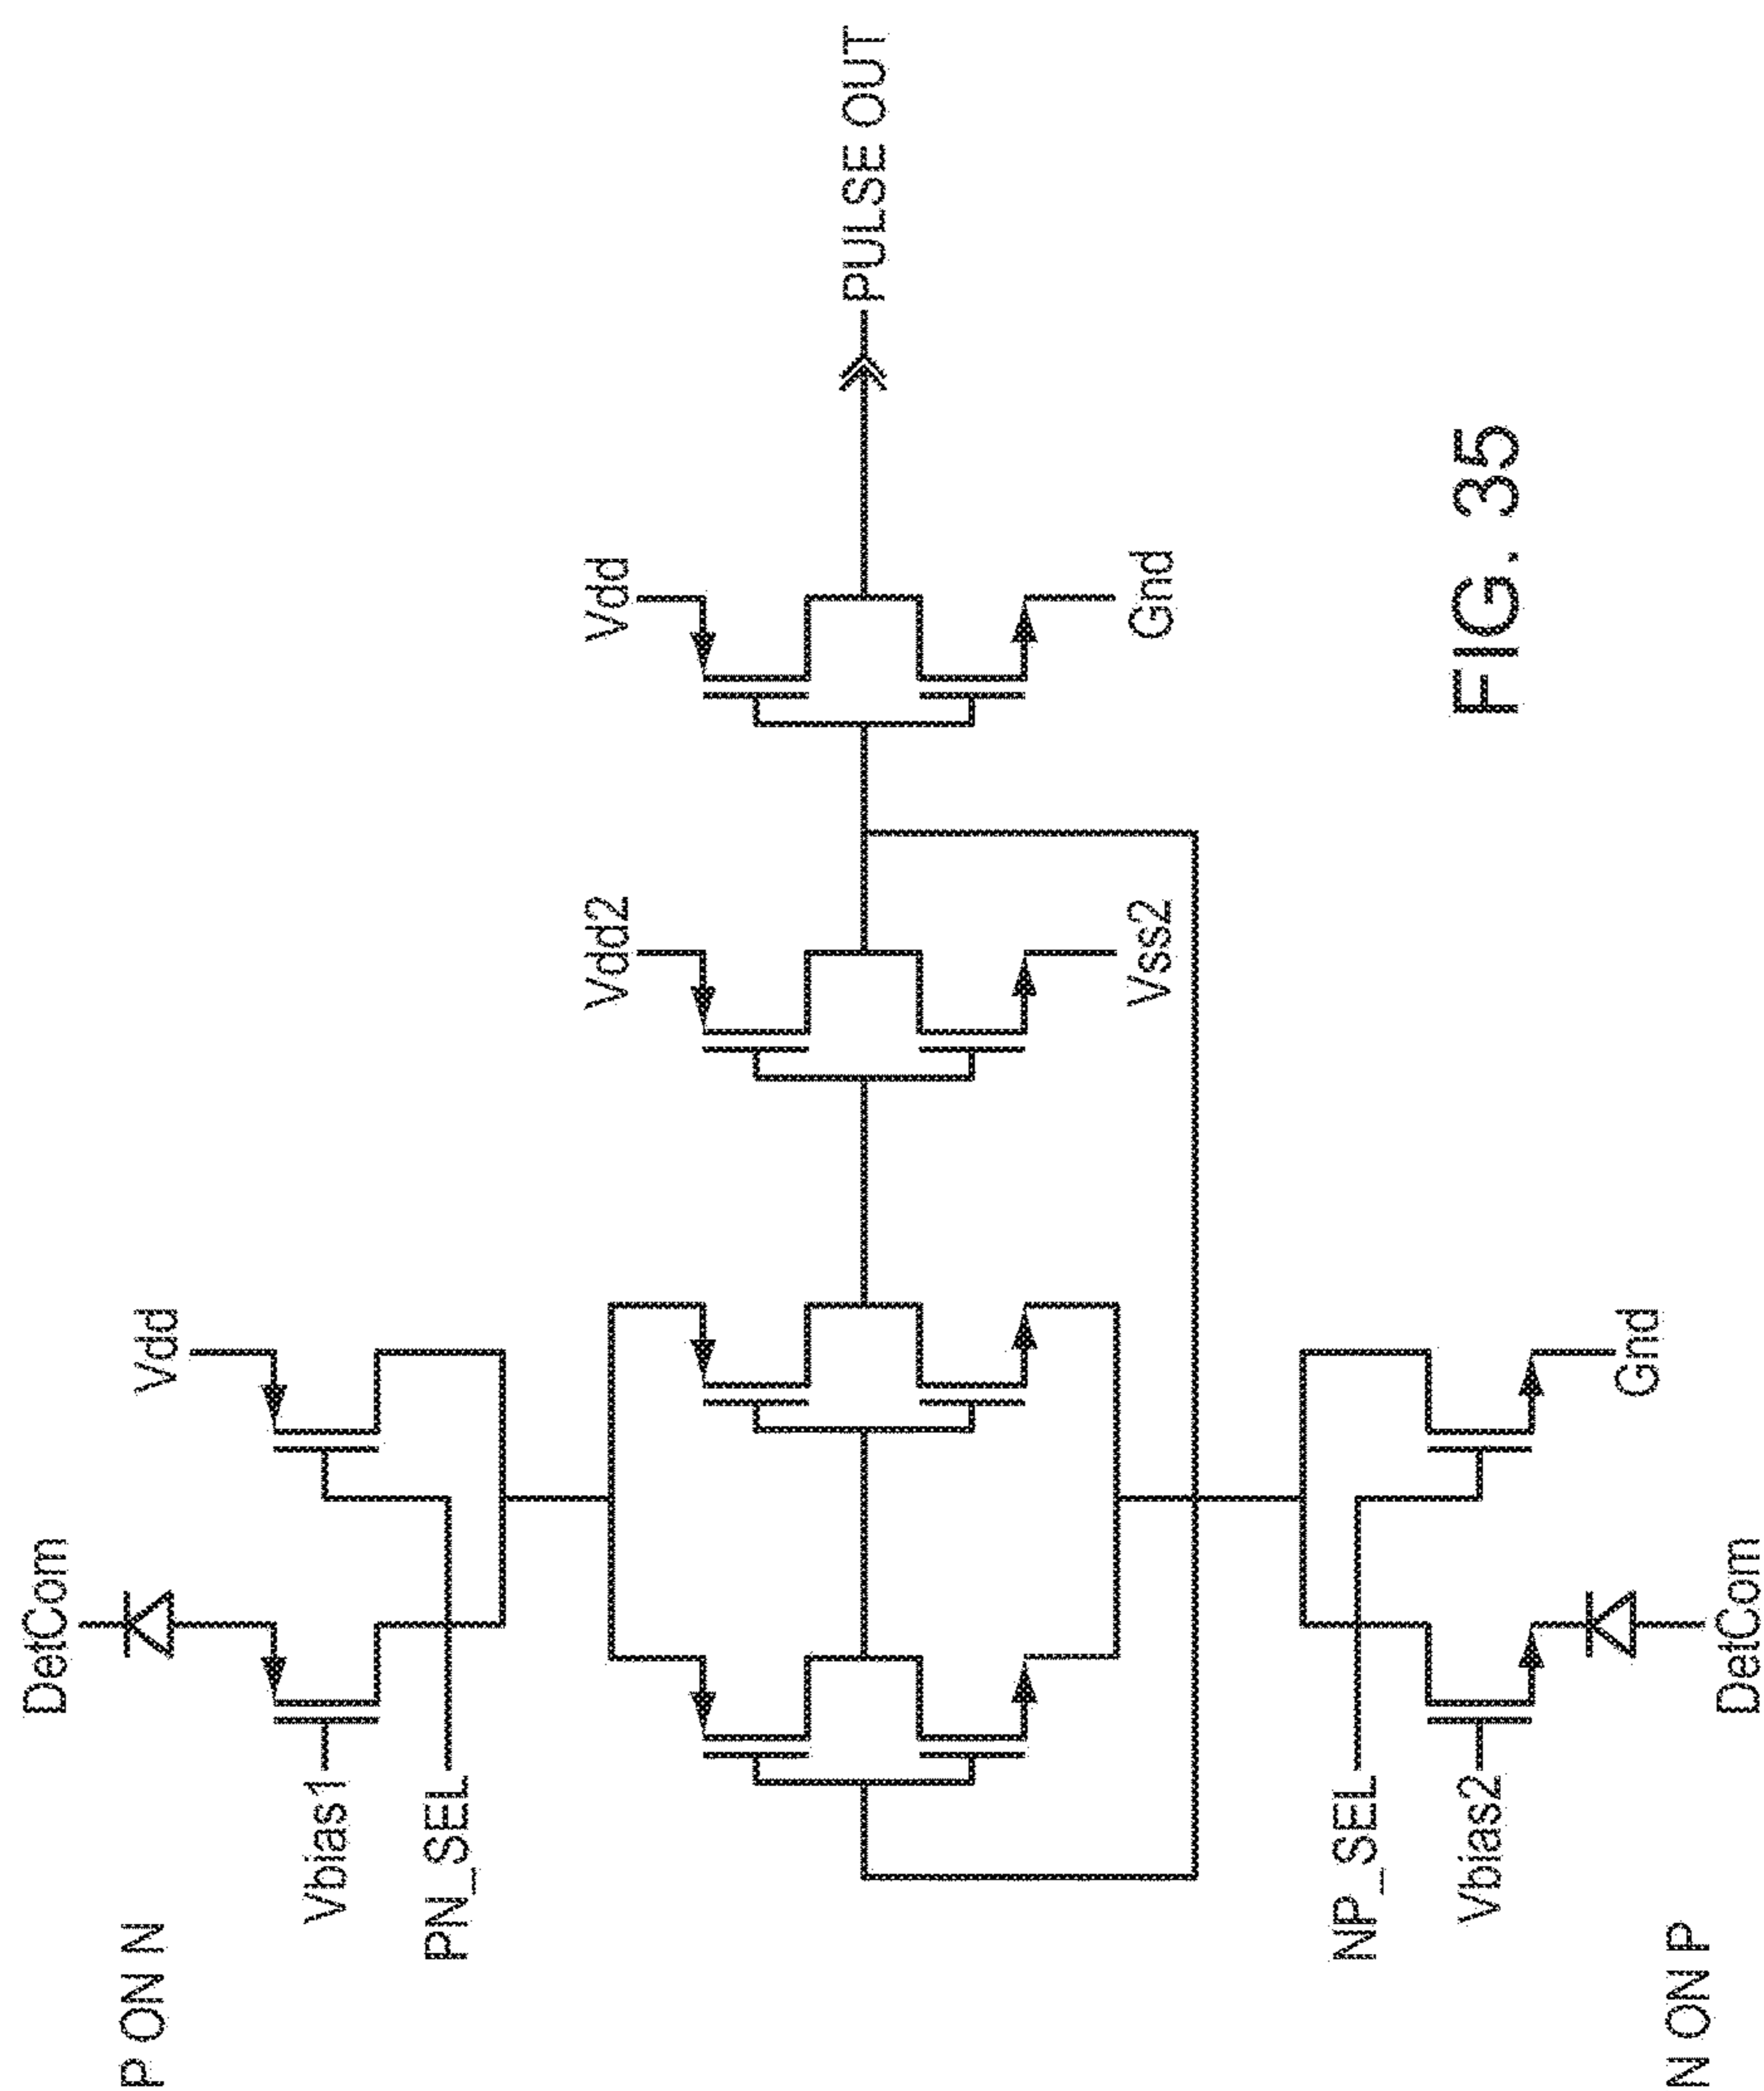 P ON N
DetCom
Vdd
Vbias1
PN_SEL
Vdd2
Vdd
PULSE OUT
Vss2
Gnd
NP_SEL
Vbias2
Gnd
DetCom
N ON P
FIG. 35